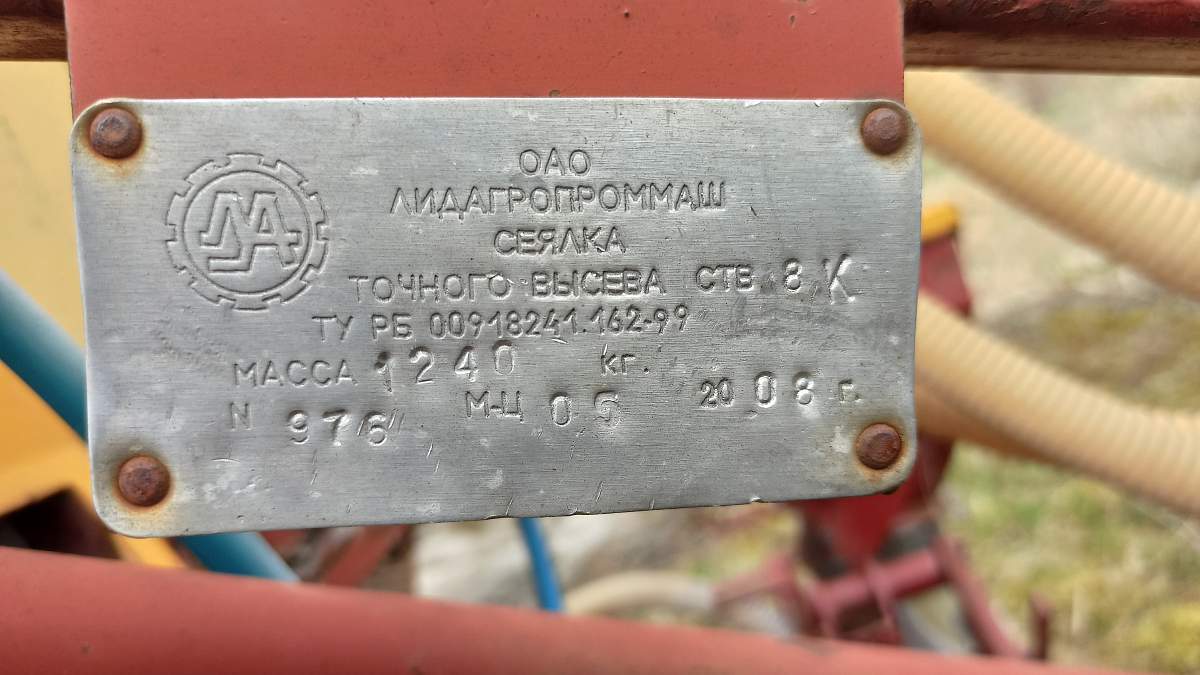 ОАО
ЛИДАГРОПРОММАШ
СЕЯЛКА
ТОЧНОГО ВЫСЕВА СТВ 8 К
ТУ РБ 00918241.162-99
МАССА 1240 кг.
N 976 М-Ц 05 2008 г.